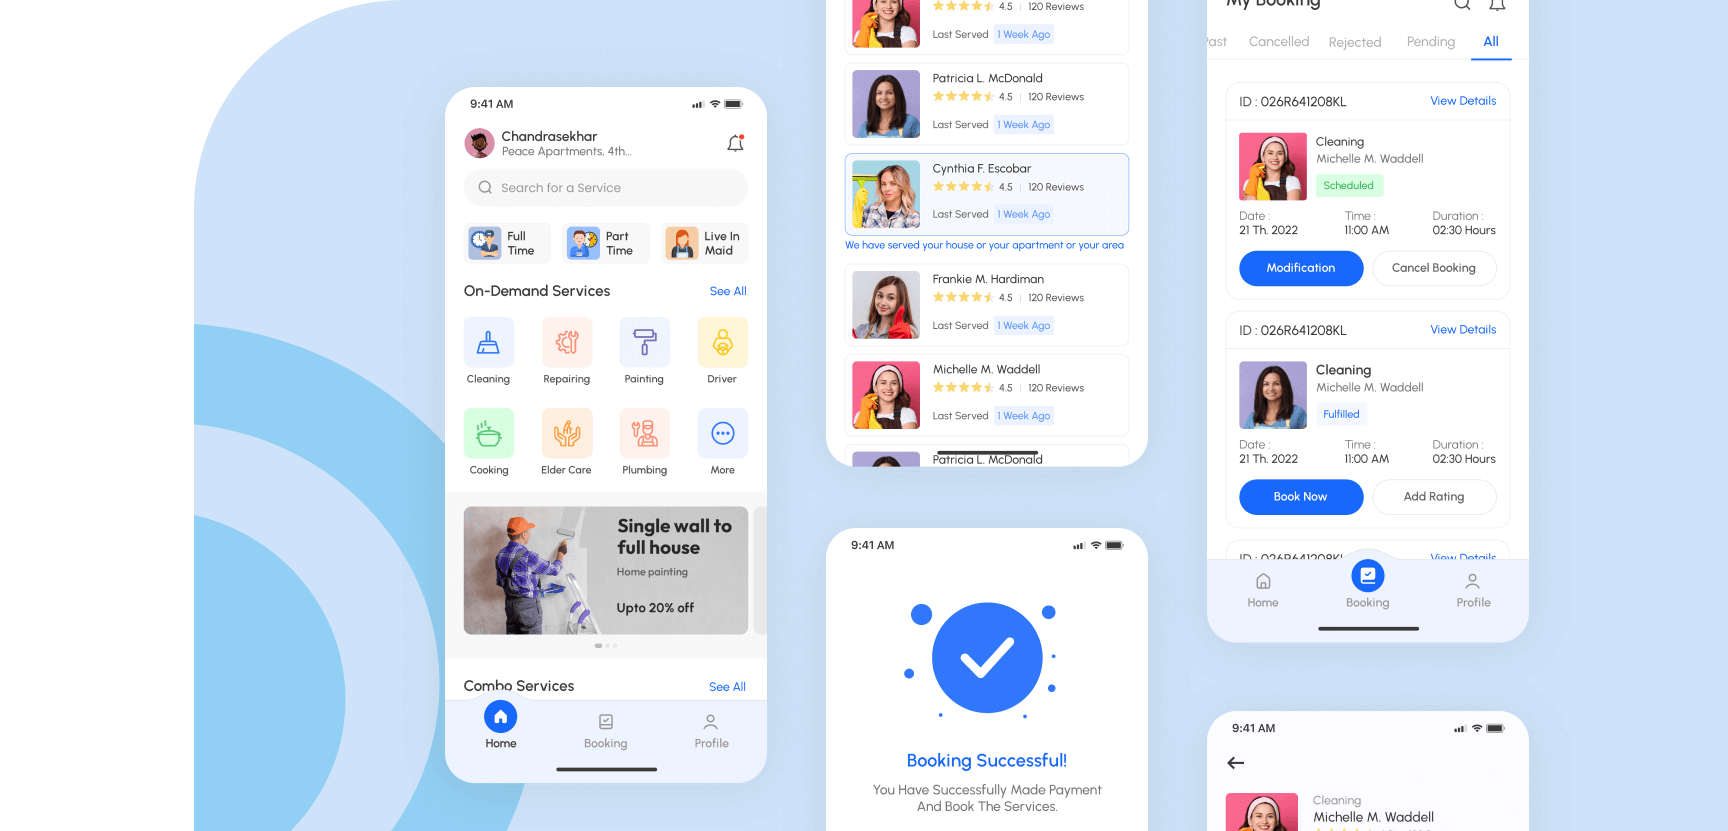 9:41 AM
Chandrasekhar
Peace Apartments, 4th...
Search for a Service
Full Time
Part Time
Live In Maid
On-Demand Services
See All
Cleaning
Repairing
Painting
Driver
Cooking
Elder Care
Plumbing
More
Single wall to
full house
Home painting
Upto 20% off
Combo Services
See All
Home
Booking
Profile
4.5
120 Reviews
Last Served
1 Week Ago
Patricia L. McDonald
4.5
120 Reviews
Last Served
1 Week Ago
Cynthia F. Escobar
4.5
120 Reviews
Last Served
1 Week Ago
We have served your house or your apartment or your area
Frankie M. Hardiman
4.5
120 Reviews
Last Served
1 Week Ago
Michelle M. Waddell
4.5
120 Reviews
Last Served
1 Week Ago
Patricia L. McDonald
9:41 AM
Booking Successful!
You Have Successfully Made Payment
And Book The Services.
My Booking
Past
Cancelled
Rejected
Pending
All
ID : 026R641208KL
View Details
Cleaning
Michelle M. Waddell
Scheduled
Date :
Time :
Duration :
21 Th. 2022
11:00 AM
02:30 Hours
Modification
Cancel Booking
ID : 026R641208KL
View Details
Cleaning
Michelle M. Waddell
Fulfilled
Date :
Time :
Duration :
21 Th. 2022
11:00 AM
02:30 Hours
Book Now
Add Rating
ID : 026R641208KL
View Details
Home
Booking
Profile
9:41 AM
Cleaning
Michelle M. Waddell